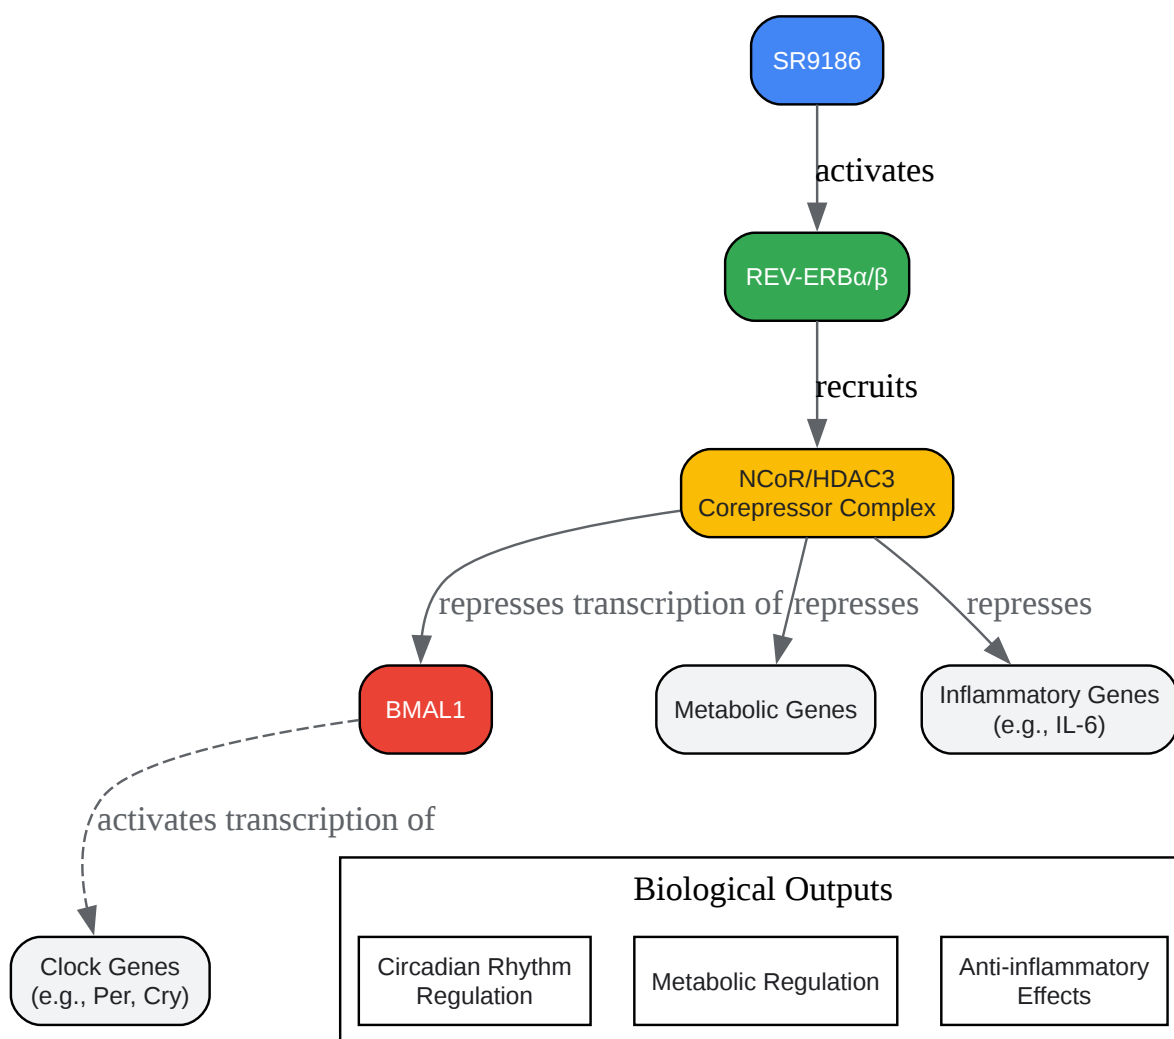 SR9186
activates
REV-ERBα/β
recruits
NCoR/HDAC3
Corepressor Complex
represses transcription of
represses
represses
BMAL1
Metabolic Genes
Inflammatory Genes
(e.g., IL-6)
activates transcription of
Biological Outputs
Clock Genes
(e.g., Per, Cry)
Circadian Rhythm
Regulation
Metabolic Regulation
Anti-inflammatory
Effects